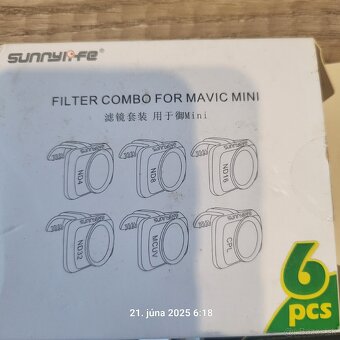 sunnylife®
FILTER COMBO FOR MAVIC MINI
滤镜套装 用于御Mini
ND4
ND8
ND16
ND32
MCUV
CPL
6
pcs
21. júna 2025 6:18